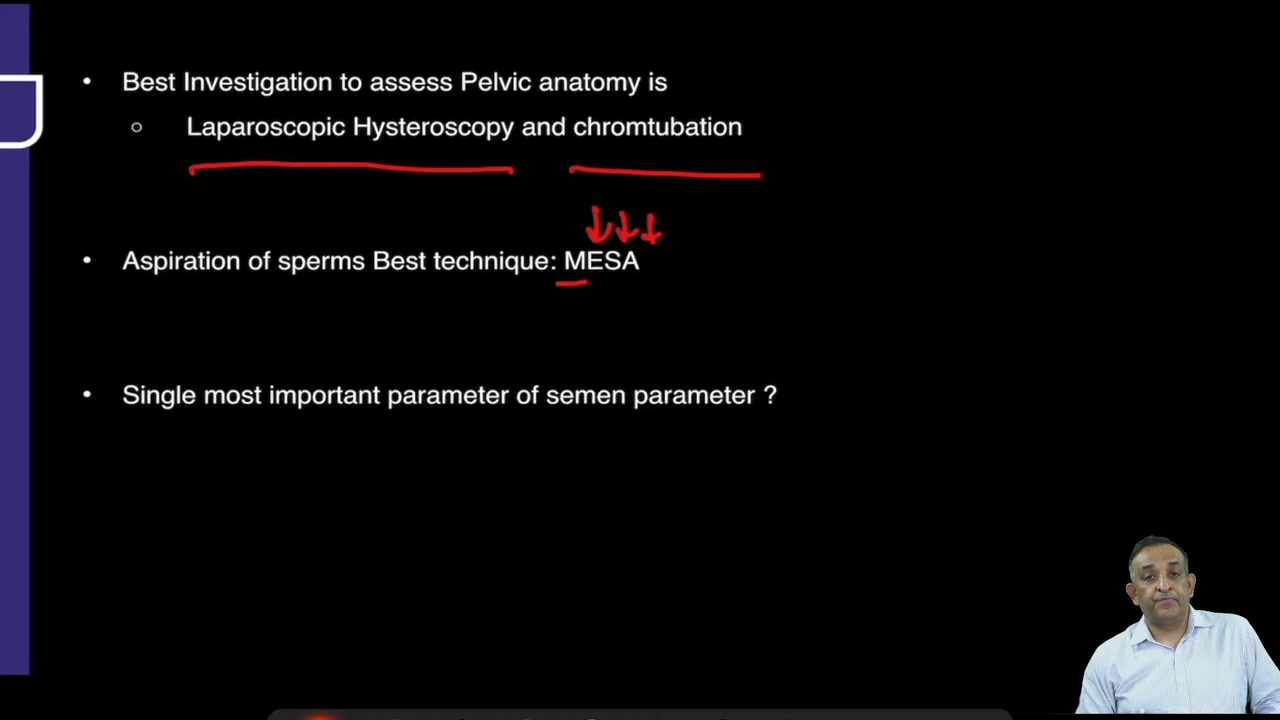 • Best Investigation to assess Pelvic anatomy is
○ Laparoscopic Hysteroscopy and chromtubation
• Aspiration of sperms Best technique: MESA
• Single most important parameter of semen parameter ?